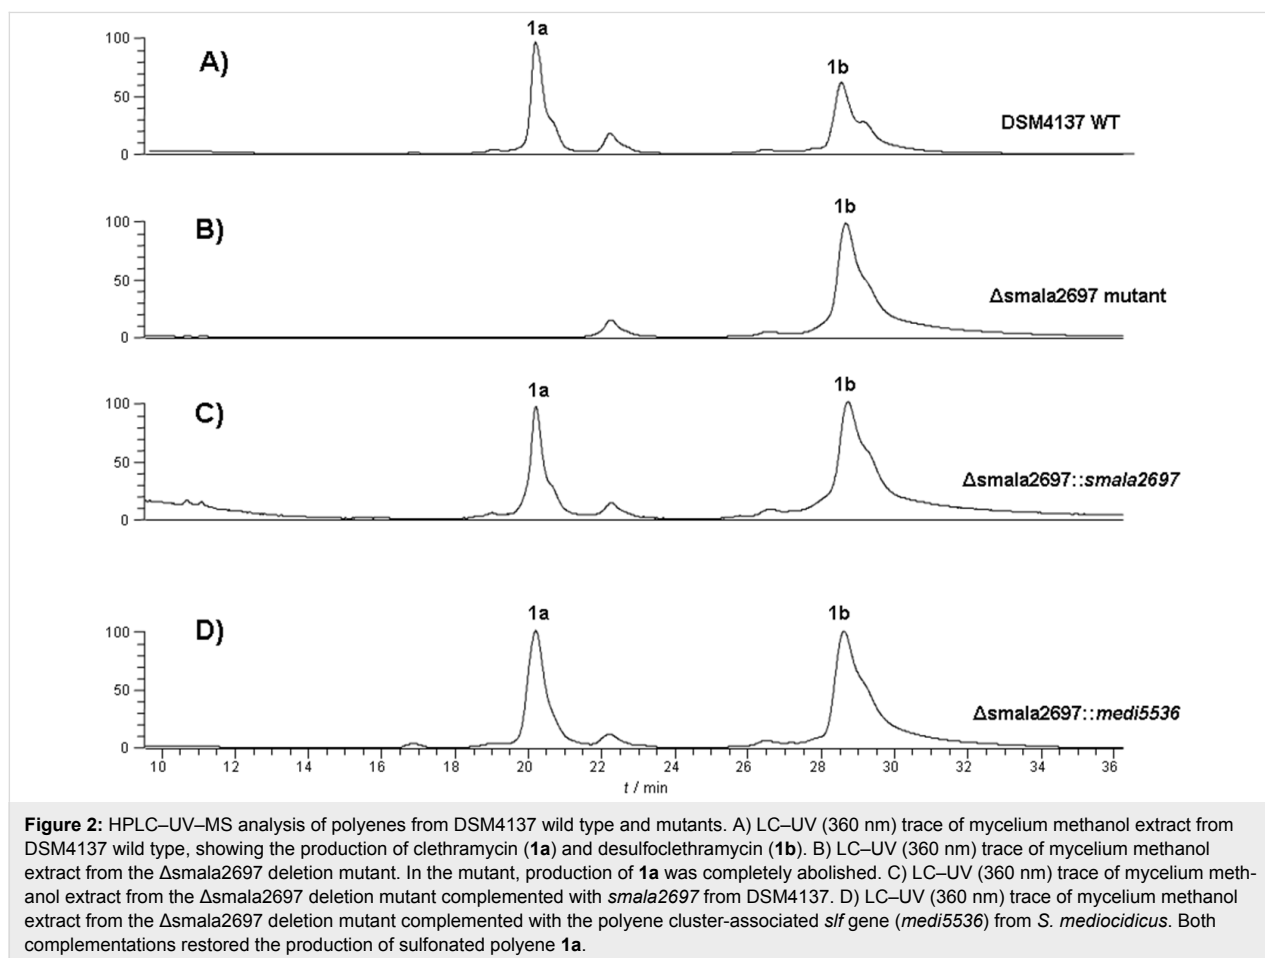 1a
100
A)
1b
50
DSM4137 WT
0
1b
100
B)
50
Δsmala2697 mutant
0
1a
1b
100
C)
50
Δsmala2697::smala2697
0
1a
1b
100
D)
50
Δsmala2697::medi5536
0
10 12 14 16 18 20 22 24 26 28 30 32 34 36
t / min
Figure 2: HPLC–UV–MS analysis of polyenes from DSM4137 wild type and mutants. A) LC–UV (360 nm) trace of mycelium methanol extract from
DSM4137 wild type, showing the production of clethramycin (1a) and desulfoclethramycin (1b). B) LC–UV (360 nm) trace of mycelium methanol
extract from the Δsmala2697 deletion mutant. In the mutant, production of 1a was completely abolished. C) LC–UV (360 nm) trace of mycelium meth-
anol extract from the Δsmala2697 deletion mutant complemented with smala2697 from DSM4137. D) LC–UV (360 nm) trace of mycelium methanol
extract from the Δsmala2697 deletion mutant complemented with the polyene cluster-associated slf gene (medi5536) from S. mediocidicus. Both
complementations restored the production of sulfonated polyene 1a.